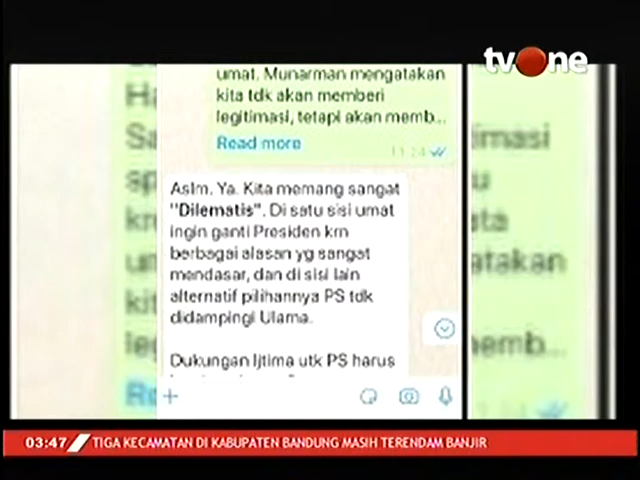 tvOne
umat. Munarman mengatakan
kita tdk akan memberi
legitimasi, tetapi akan memb...
Read more
11.24
Aslm. Ya. Kita memang sangat
"Dilematis". Di satu sisi umat
ingin ganti Presiden krn
berbagai alasan yg sangat
mendasar, dan di sisi lain
alternatif pilihannya PS tdk
didampingi Ulama.
Dukungan Ijtima utk PS harus
03:47 TIGA KECAMATAN DI KABUPATEN BANDUNG MASIH TERENDAM BANJIR